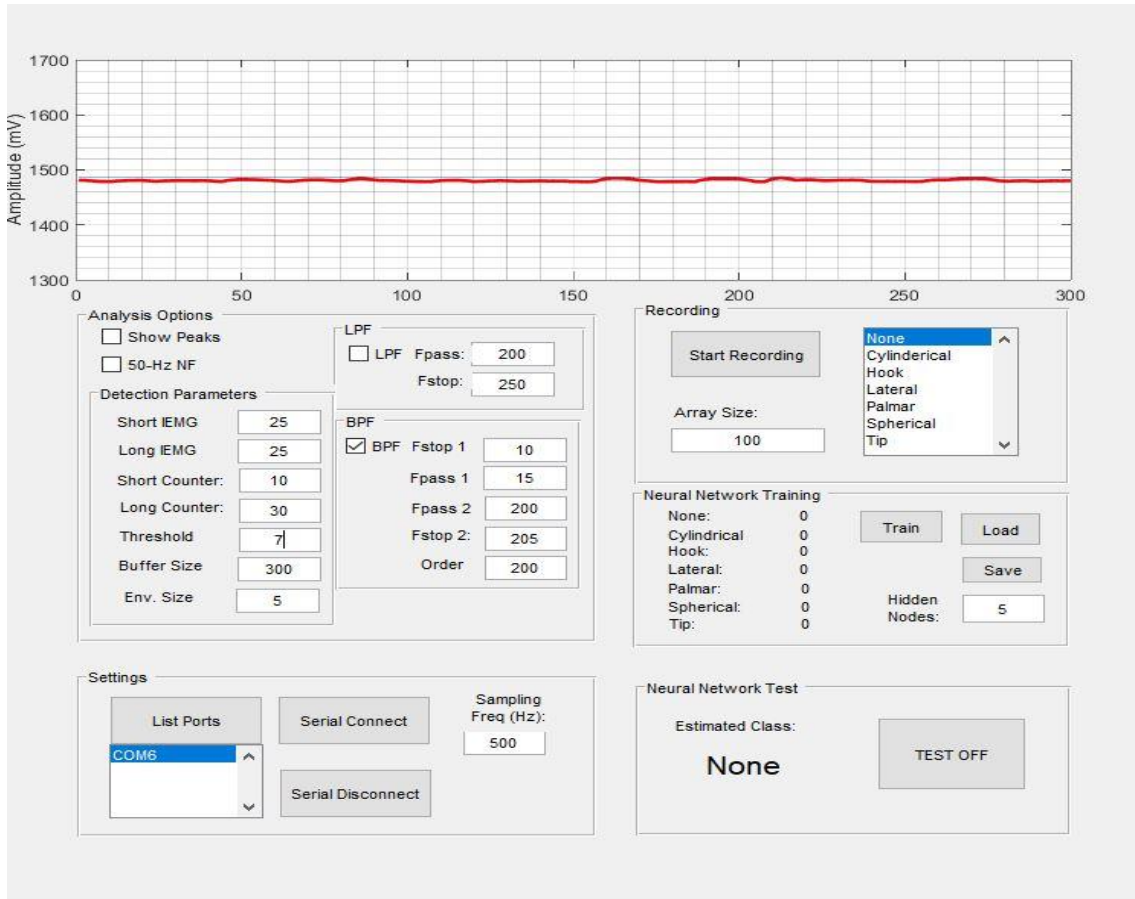 1700
1600
1500
1400
1300
Amplitude (mV)
0 50 100 150 200 250 300
Analysis Options
Show Peaks
50-Hz NF
Detection Parameters
Short IEMG 25
Long IEMG 25
Short Counter: 10
Long Counter: 30
Threshold 7
Buffer Size 300
Env. Size 5
LPF
LPF Fpass: 200
Fstop: 250
BPF
BPF Fstop 1 10
Fpass 1 15
Fpass 2 200
Fstop 2: 205
Order 200
Recording
Start Recording
Array Size:
100
None
Cylinderical
Hook
Lateral
Palmar
Spherical
Tip
Neural Network Training
None: 0
Cylindrical 0
Hook: 0
Lateral: 0
Palmar: 0
Spherical: 0
Tip: 0
Train
Load
Save
Hidden
Nodes: 5
Settings
List Ports
COM6
Serial Connect
Serial Disconnect
Sampling
Freq (Hz):
500
Neural Network Test
Estimated Class:
None
TEST OFF